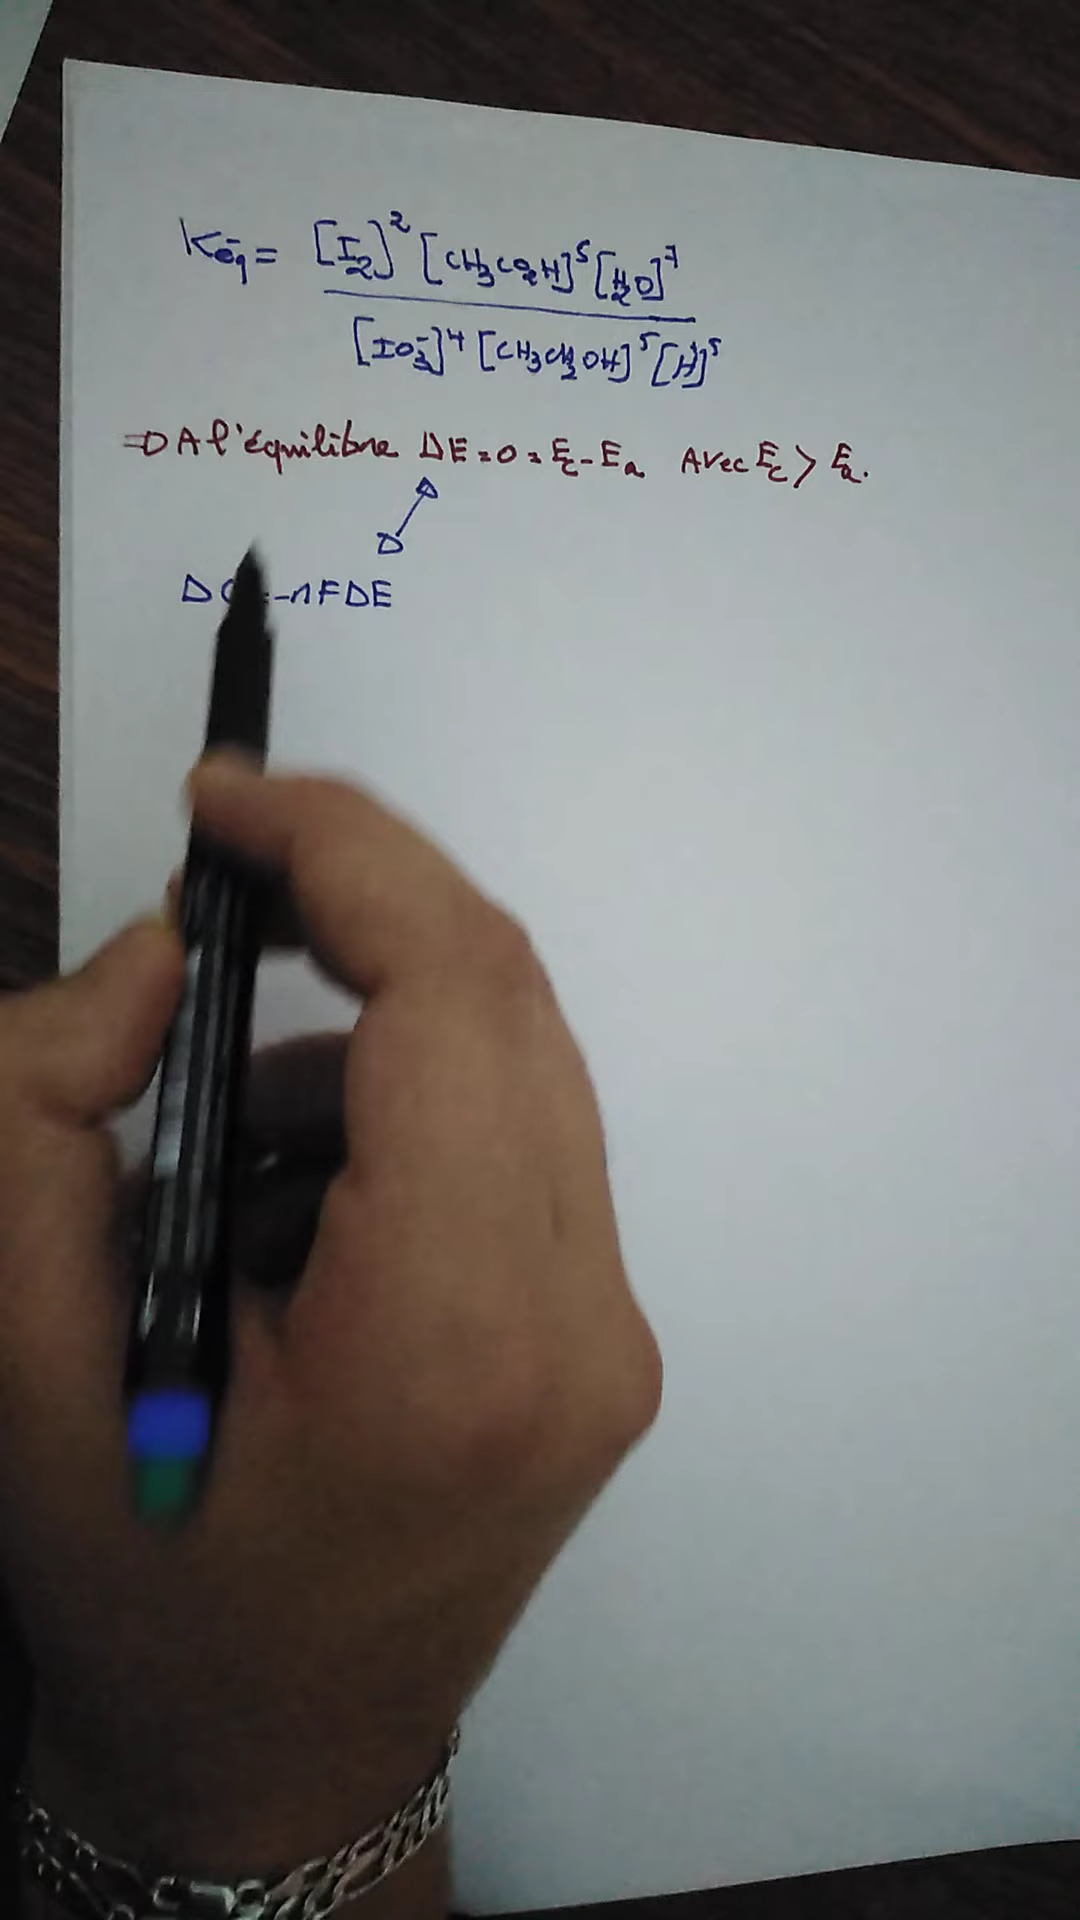 Kéq = [I2]^2 [CH3CO2H]^5 [H2O]^7
[IO3-]^4 [CH3CH2OH]^5 [H+]^5
=> A l'équilibre ΔE = 0 = Ec - Ea Avec Ec > Ea.
-nFΔE